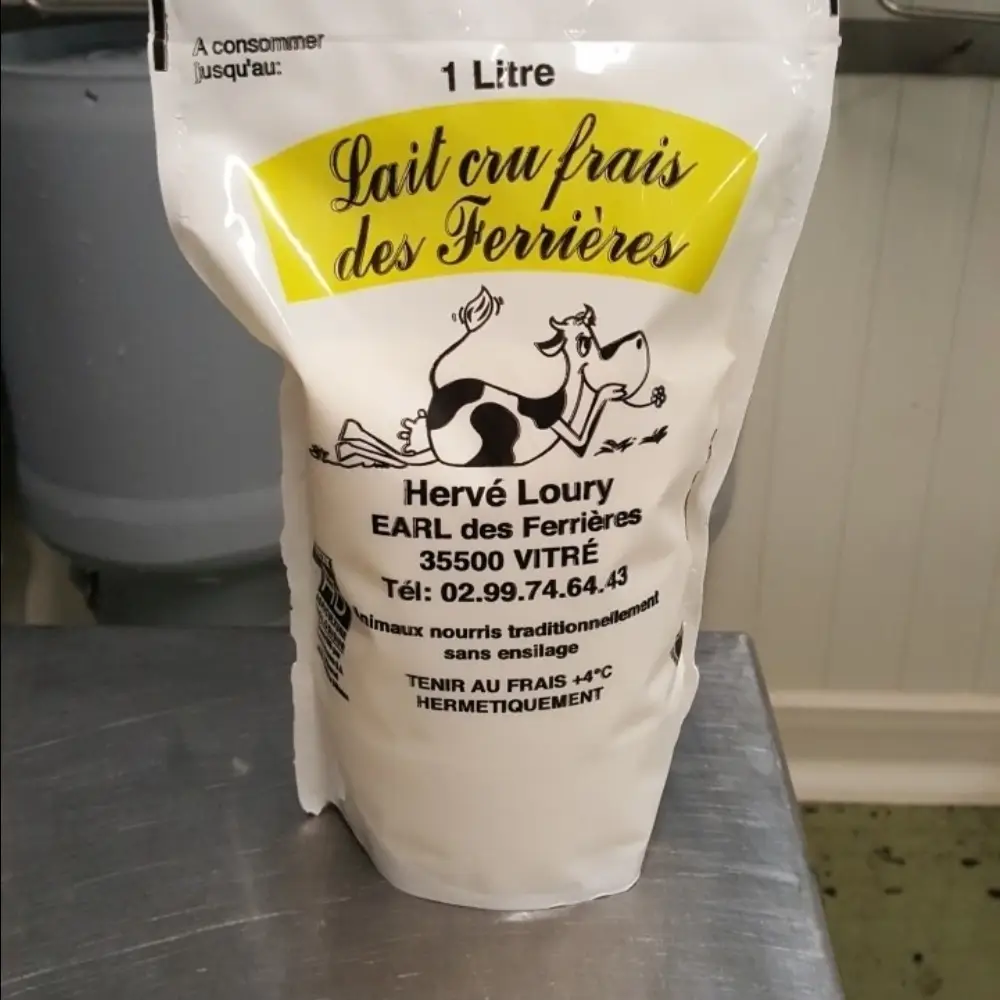 A consommer
jusqu'au:
1 Litre
Lait cru frais
des Ferrières
Hervé Loury
EARL des Ferrières
35500 VITRÉ
Tél: 02.99.74.64.43
Animaux nourris traditionnellement
sans ensilage
TENIR AU FRAIS +4°C
HERMETIQUEMENT